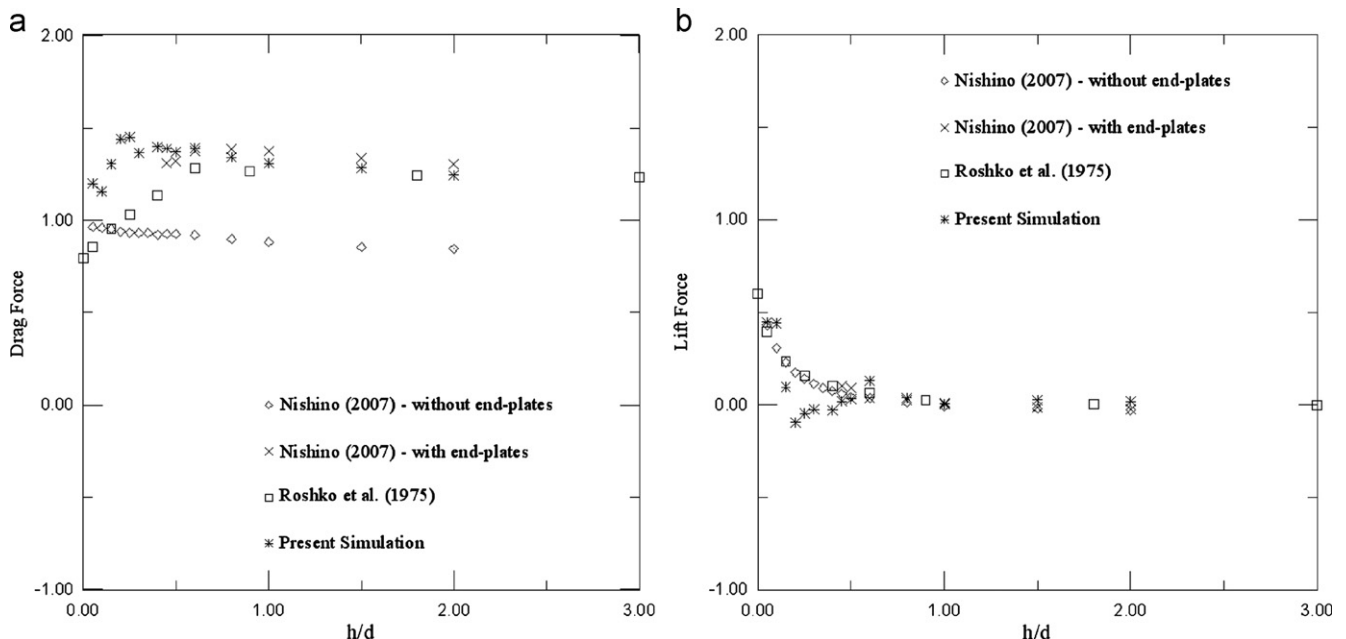 a
2.00
1.00
0.00
-1.00
Drag Force
Nishino (2007) - without end-plates
Nishino (2007) - with end-plates
Roshko et al. (1975)
Present Simulation
0.00 1.00 2.00 3.00
h/d
b
2.00
1.00
0.00
-1.00
Lift Force
Nishino (2007) - without end-plates
Nishino (2007) - with end-plates
Roshko et al. (1975)
Present Simulation
0.00 1.00 2.00 3.00
h/d